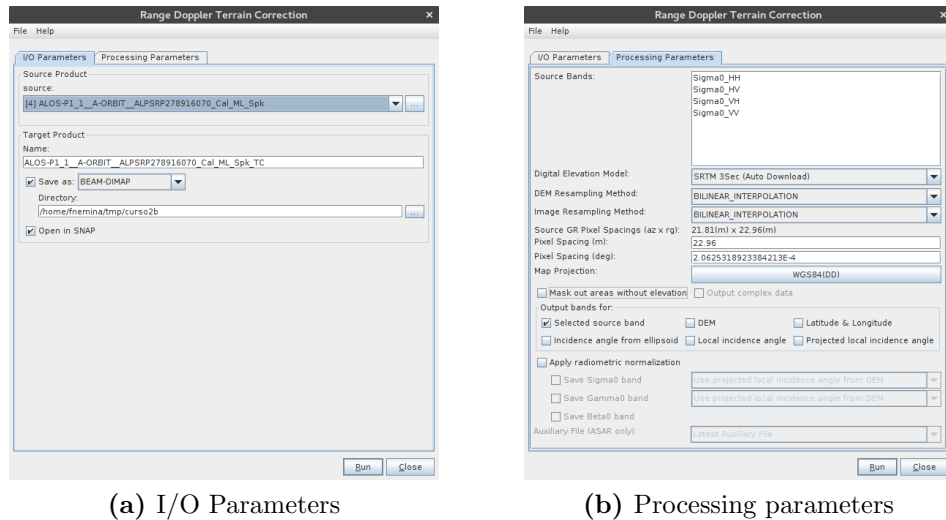 Range Doppler Terrain Correction ×
File Help
I/O Parameters Processing Parameters
Source Product
source:
[4] ALOS-P1_1__A-ORBIT__ALPSRP278916070_Cal_ML_Spk ...
Target Product
Name:
ALOS-P1_1__A-ORBIT__ALPSRP278916070_Cal_ML_Spk_TC
Save as: BEAM-DIMAP
Directory:
/home/fnemina/tmp/curso2b ...
Open in SNAP
Run Close
(a) I/O Parameters
Range Doppler Terrain Correction ×
File Help
I/O Parameters Processing Parameters
Source Bands:
Sigma0_HH
Sigma0_HV
Sigma0_VH
Sigma0_VV
Digital Elevation Model: SRTM 3Sec (Auto Download)
DEM Resampling Method: BILINEAR_INTERPOLATION
Image Resampling Method: BILINEAR_INTERPOLATION
Source GR Pixel Spacings (az x rg): 21.81(m) x 22.96(m)
Pixel Spacing (m): 22.96
Pixel Spacing (deg): 2.0625318923384213E-4
Map Projection: WGS84(DD)
Mask out areas without elevation Output complex data
Output bands for:
Selected source band DEM Latitude & Longitude
Incidence angle from ellipsoid Local incidence angle Projected local incidence angle
Apply radiometric normalization
Save Sigma0 band Use projected local incidence angle from DEM
Save Gamma0 band Use projected local incidence angle from DEM
Save Beta0 band
Auxiliary File (ASAR only): Latest Auxiliary File
Run Close
(b) Processing parameters